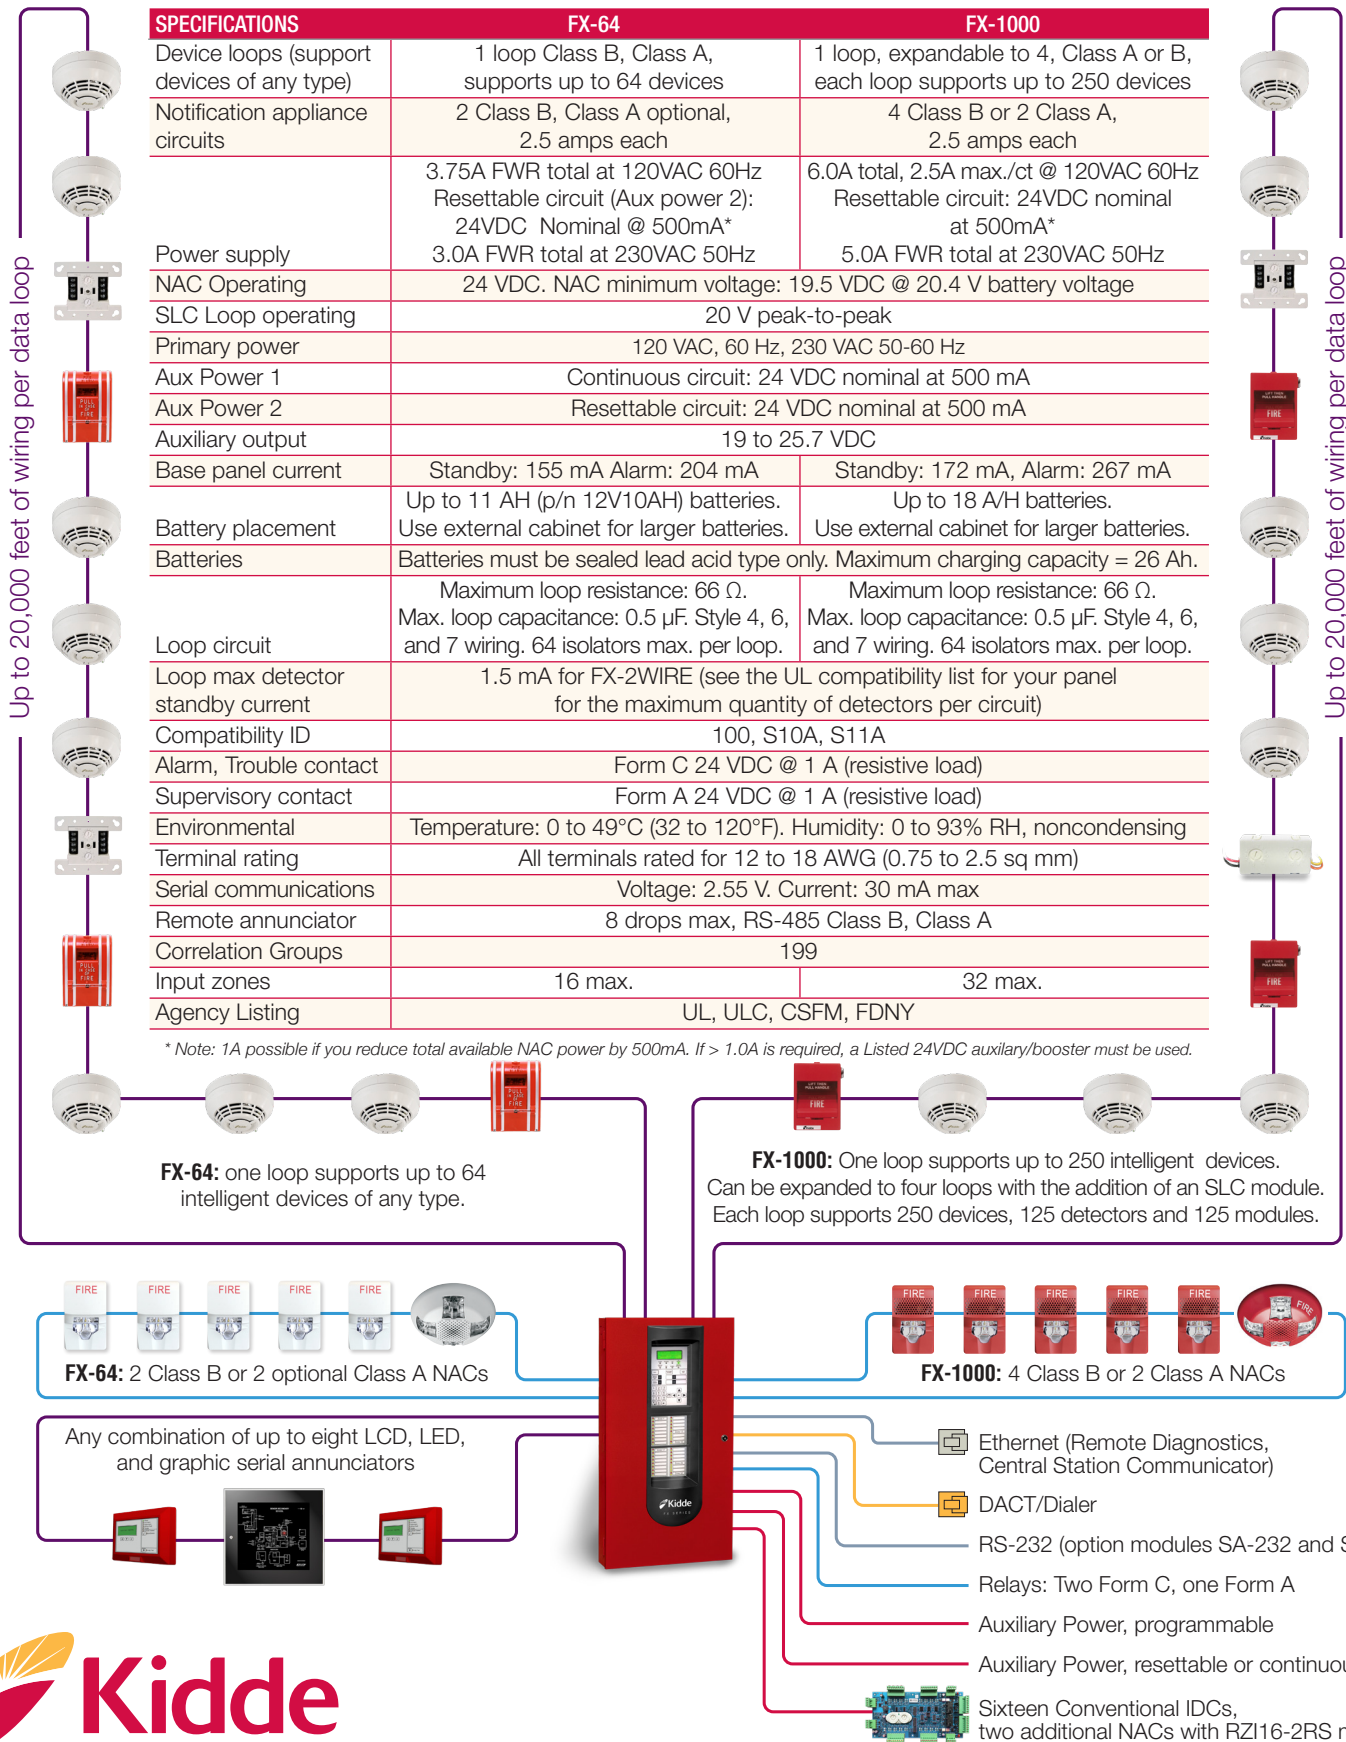 SPECIFICATIONS FX-64 FX-1000
Device loops (support devices of any type) 1 loop Class B, Class A, supports up to 64 devices 1 loop, expandable to 4, Class A or B, each loop supports up to 250 devices
Notification appliance circuits 2 Class B, Class A optional, 2.5 amps each 4 Class B or 2 Class A, 2.5 amps each
Power supply 3.75A FWR total at 120VAC 60Hz Resettable circuit (Aux power 2): 24VDC Nominal @ 500mA* 3.0A FWR total at 230VAC 50Hz 6.0A total, 2.5A max./ct @ 120VAC 60Hz Resettable circuit: 24VDC nominal at 500mA* 5.0A FWR total at 230VAC 50Hz
NAC Operating 24 VDC. NAC minimum voltage: 19.5 VDC @ 20.4 V battery voltage
SLC Loop operating 20 V peak-to-peak
Primary power 120 VAC, 60 Hz, 230 VAC 50-60 Hz
Aux Power 1 Continuous circuit: 24 VDC nominal at 500 mA
Aux Power 2 Resettable circuit: 24 VDC nominal at 500 mA
Auxiliary output 19 to 25.7 VDC
Base panel current Standby: 155 mA Alarm: 204 mA Standby: 172 mA, Alarm: 267 mA
Battery placement Up to 11 AH (p/n 12V10AH) batteries. Use external cabinet for larger batteries. Up to 18 A/H batteries. Use external cabinet for larger batteries.
Batteries Batteries must be sealed lead acid type only. Maximum charging capacity = 26 Ah.
Loop circuit Maximum loop resistance: 66 Ω. Max. loop capacitance: 0.5 µF. Style 4, 6, and 7 wiring. 64 isolators max. per loop. Maximum loop resistance: 66 Ω. Max. loop capacitance: 0.5 µF. Style 4, 6, and 7 wiring. 64 isolators max. per loop.
Loop max detector standby current 1.5 mA for FX-2WIRE (see the UL compatibility list for your panel for the maximum quantity of detectors per circuit)
Compatibility ID 100, S10A, S11A
Alarm, Trouble contact Form C 24 VDC @ 1 A (resistive load)
Supervisory contact Form A 24 VDC @ 1 A (resistive load)
Environmental Temperature: 0 to 49°C (32 to 120°F). Humidity: 0 to 93% RH, noncondensing
Terminal rating All terminals rated for 12 to 18 AWG (0.75 to 2.5 sq mm)
Serial communications Voltage: 2.55 V. Current: 30 mA max
Remote annunciator 8 drops max, RS-485 Class B, Class A
Correlation Groups 199
Input zones 16 max. 32 max.
Agency Listing UL, ULC, CSFM, FDNY
* Note: 1A possible if you reduce total available NAC power by 500mA. If > 1.0A is required, a Listed 24VDC auxilary/booster must be used.
Up to 20,000 feet of wiring per data loop
Up to 20,000 feet of wiring per data loop
PULL
FIRE
FIRE
PULL
FIRE
FIRE
PULL
FIRE
FIRE
FX-64: one loop supports up to 64
intelligent devices of any type.
FX-1000: One loop supports up to 250 intelligent devices.
Can be expanded to four loops with the addition of an SLC module.
Each loop supports 250 devices, 125 detectors and 125 modules.
FIRE FIRE FIRE FIRE FIRE
FX-64: 2 Class B or 2 optional Class A NACs
FIRE FIRE FIRE FIRE FIRE FIRE
FX-1000: 4 Class B or 2 Class A NACs
Any combination of up to eight LCD, LED,
and graphic serial annunciators
Kidde
FX SERIES
Ethernet (Remote Diagnostics,
Central Station Communicator)
DACT/Dialer
RS-232 (option modules SA-232 and S
Relays: Two Form C, one Form A
Auxiliary Power, programmable
Auxiliary Power, resettable or continuou
Sixteen Conventional IDCs,
two additional NACs with RZI16-2RS m
Kidde